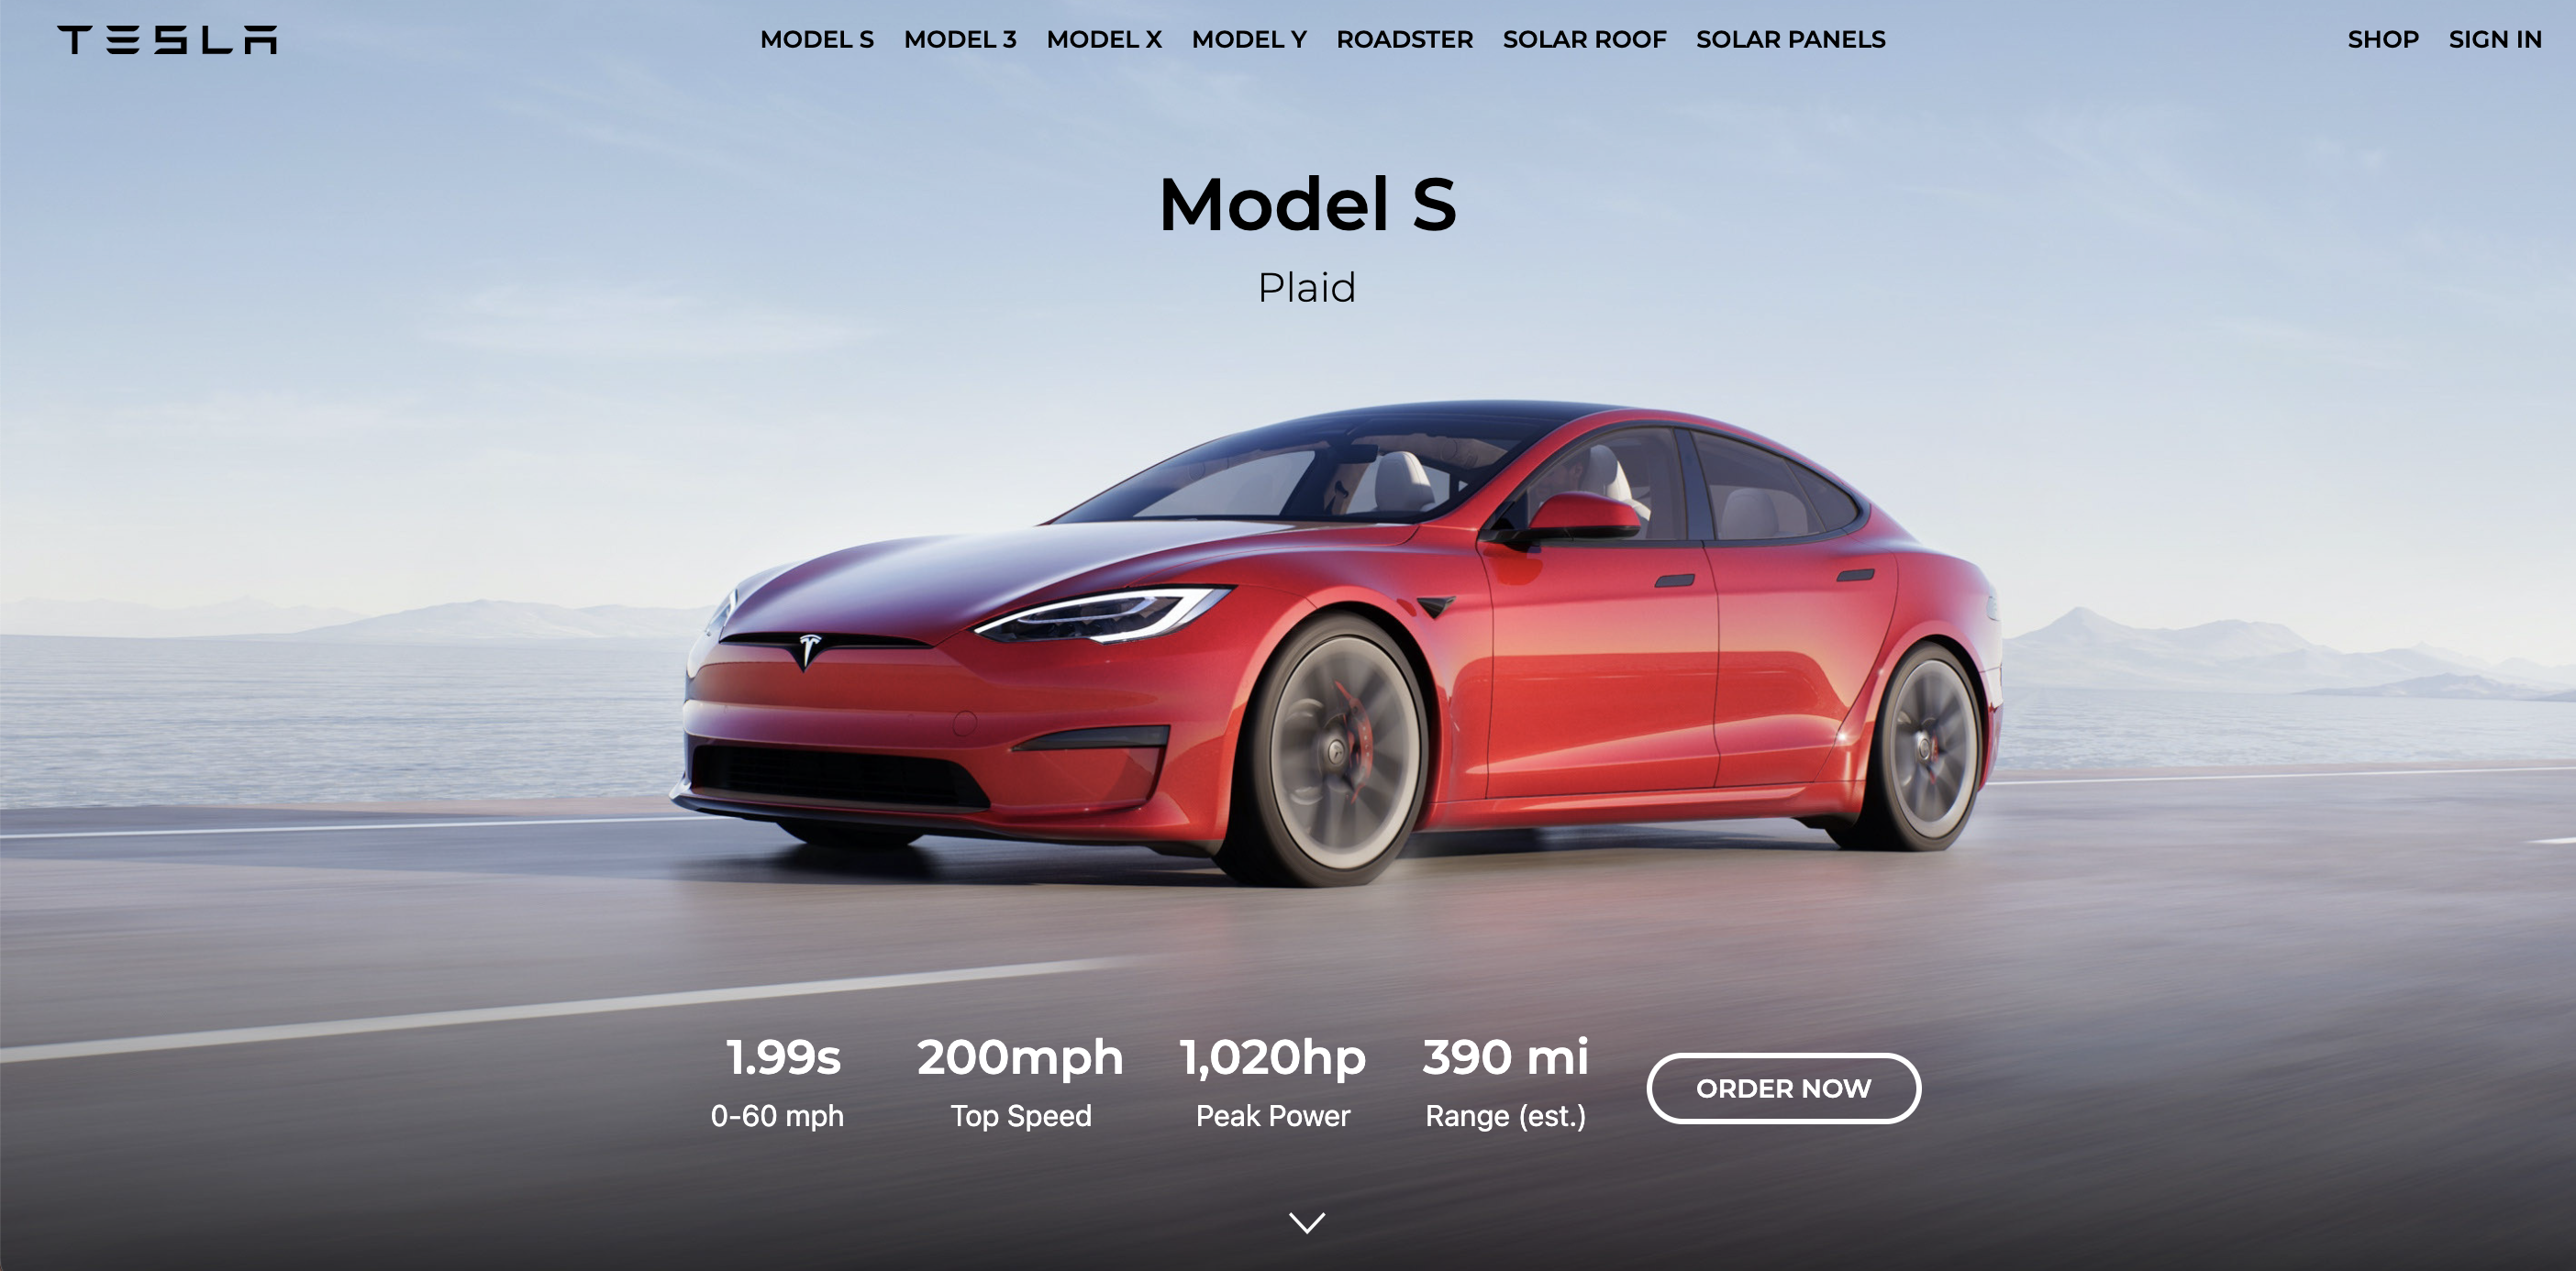 TESLA
MODEL S MODEL 3 MODEL X MODEL Y ROADSTER SOLAR ROOF SOLAR PANELS
SHOP SIGN IN
Model S
Plaid
1.99s 200mph 1,020hp 390 mi
0-60 mph Top Speed Peak Power Range (est.)
ORDER NOW